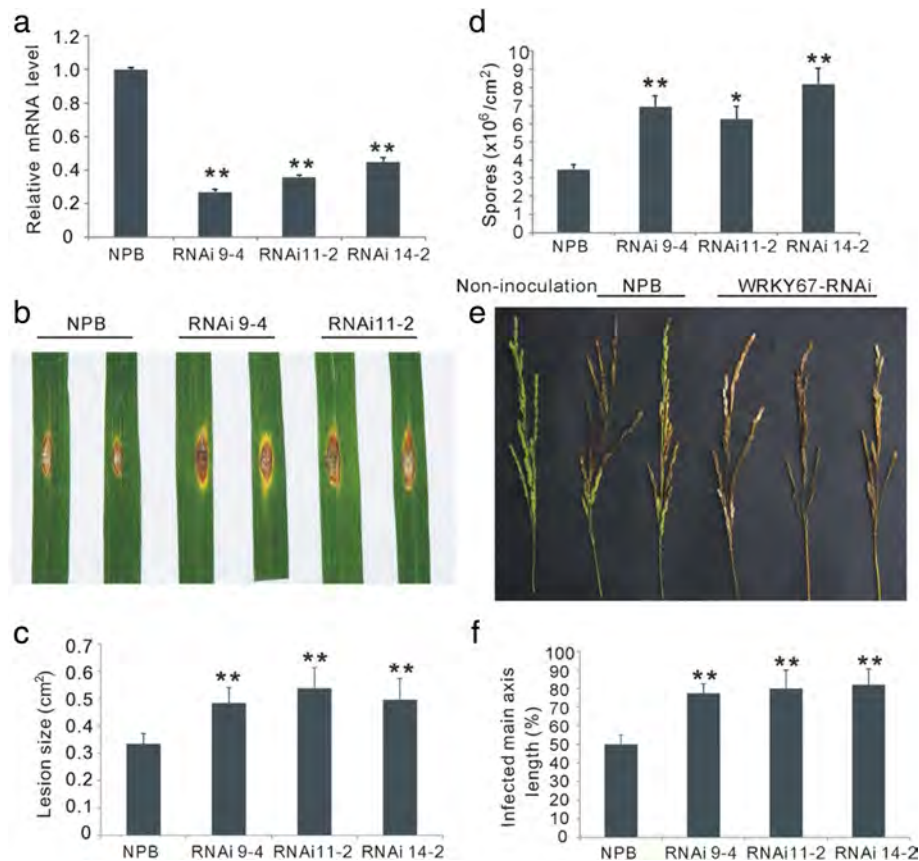 a
Relative mRNA level
1.2
1.0
0.8
0.6
0.4
0.2
0
**
**
**
NPB
RNAi 9-4
RNAi11-2
RNAi 14-2
b
NPB
RNAi 9-4
RNAi11-2
c
Lesion size (cm²)
0.7
0.6
0.5
0.4
0.3
0.2
0.1
0
**
**
**
NPB
RNAi 9-4
RNAi11-2
RNAi 14-2
d
Spores (x10⁶/cm²)
10
9
8
7
6
5
4
3
2
1
0
**
*
**
NPB
RNAi 9-4
RNAi11-2
RNAi 14-2
e
Non-inoculation
NPB
WRKY67-RNAi
f
Infected main axis
length (%)
100
90
80
70
60
50
40
30
20
10
0
**
**
**
NPB
RNAi 9-4
RNAi11-2
RNAi 14-2